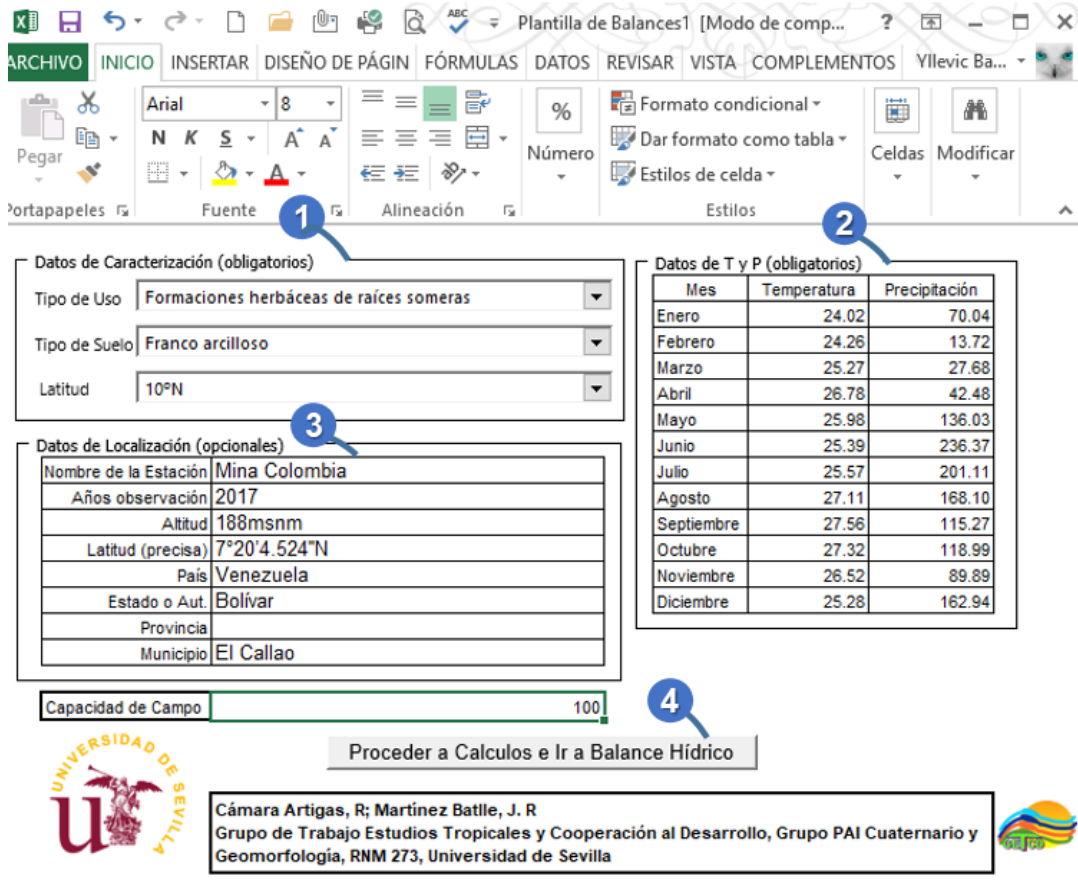 ABC
Plantilla de Balances1 [Modo de comp... ?
ARCHIVO INICIO INSERTAR DISEÑO DE PÁGIN FÓRMULAS DATOS REVISAR VISTA COMPLEMENTOS Yllevic Ba...
Arial 8 % Formato condicional
N K S A A Dar formato como tabla
Pegar Número Celdas Modificar
A Estilos de celda
Portapapeles Fuente Alineación Estilos
1 2
Datos de Caracterización (obligatorios)
Tipo de Uso Formaciones herbáceas de raíces someras
Tipo de Suelo Franco arcilloso
Latitud 10ºN
Datos de T y P (obligatorios)
Mes Temperatura Precipitación
Enero 24.02 70.04
Febrero 24.26 13.72
Marzo 25.27 27.68
Abril 26.78 42.48
Mayo 25.98 136.03
Junio 25.39 236.37
Julio 25.57 201.11
Agosto 27.11 168.10
Septiembre 27.56 115.27
Octubre 27.32 118.99
Noviembre 26.52 89.89
Diciembre 25.28 162.94
3
Datos de Localización (opcionales)
Nombre de la Estación Mina Colombia
Años observación 2017
Altitud 188msnm
Latitud (precisa) 7°20'4.524"N
País Venezuela
Estado o Aut. Bolívar
Provincia
Municipio El Callao
Capacidad de Campo 100
4
Proceder a Calculos e Ir a Balance Hídrico
UNIVERSIDAD DE SEVILLA
Cámara Artigas, R; Martínez Batlle, J. R
Grupo de Trabajo Estudios Tropicales y Cooperación al Desarrollo, Grupo PAI Cuaternario y
Geomorfología, RNM 273, Universidad de Sevilla